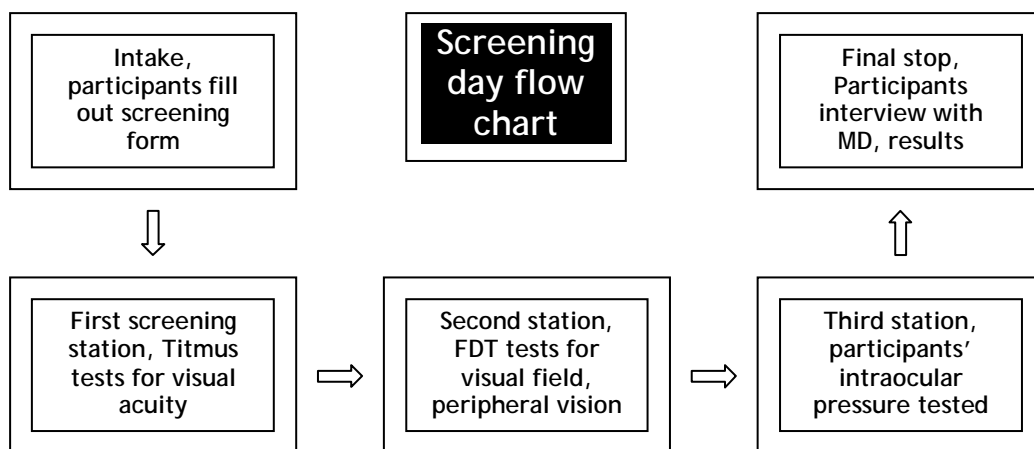 Intake,
participants fill
out screening
form
Screening
day flow
chart
Final stop,
Participants
interview with
MD, results
First screening
station, Titmus
tests for visual
acuity
Second station,
FDT tests for
visual field,
peripheral vision
Third station,
participants’
intraocular
pressure tested